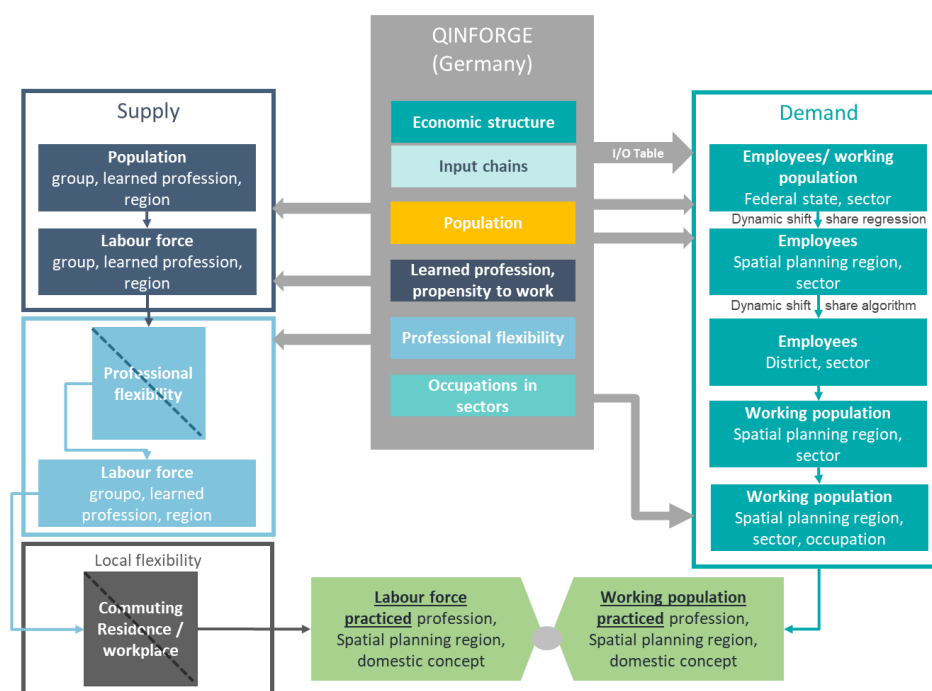 QINFORGE
(Germany)
Economic structure
Input chains
Population
Learned profession,
propensity to work
Professional flexibility
Occupations in
sectors
I/O Table
Supply
Population
group, learned profession,
region
Labour force
group, learned profession,
region
Professional
flexibility
Labour force
groupo, learned
profession, region
Local flexibility
Commuting
Residence /
workplace
Demand
Employees/ working
population
Federal state, sector
Dynamic shift share regression
Employees
Spatial planning region,
sector
Dynamic shift share algorithm
Employees
District, sector
Working population
Spatial planning region,
sector
Working population
Spatial planning region,
sector, occupation
Labour force
practiced profession,
Spatial planning region,
domestic concept
Working population
practiced profession,
Spatial planning region,
domestic concept